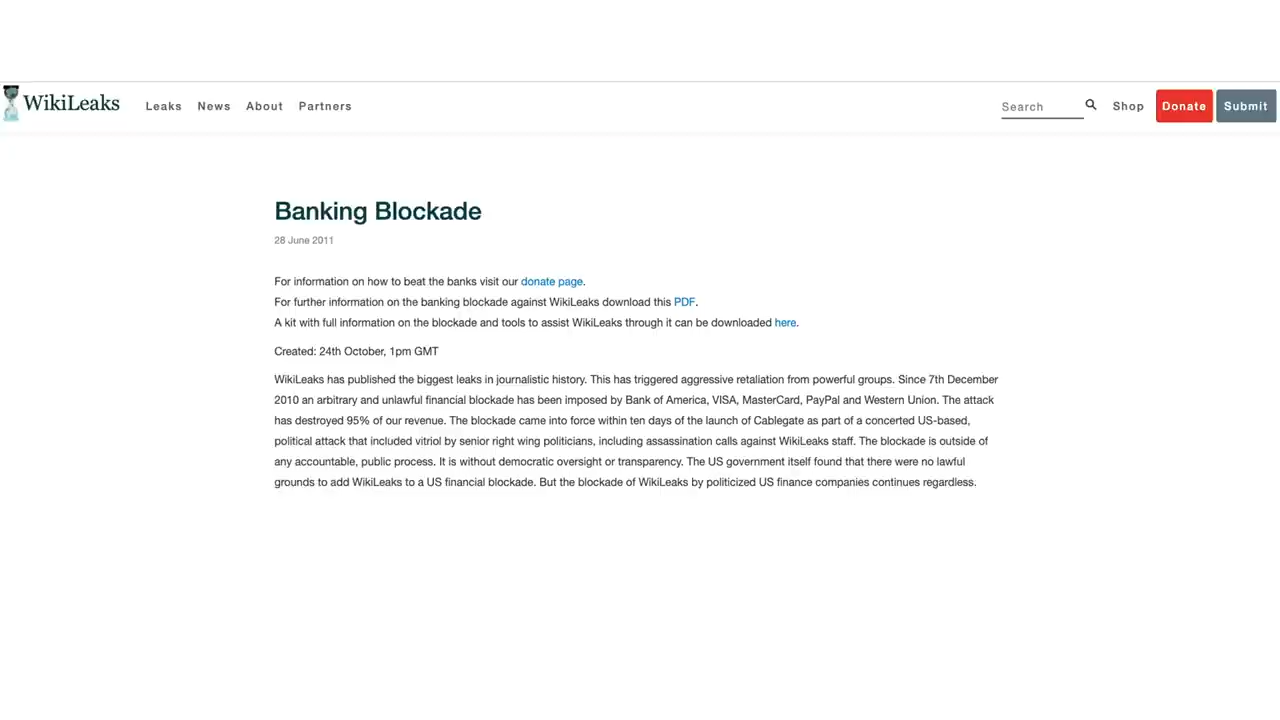 WikiLeaks Leaks News About Partners Search Shop Donate Submit
Banking Blockade
28 June 2011
For information on how to beat the banks visit our donate page.
For further information on the banking blockade against WikiLeaks download this PDF.
A kit with full information on the blockade and tools to assist WikiLeaks through it can be downloaded here.
Created: 24th October, 1pm GMT
WikiLeaks has published the biggest leaks in journalistic history. This has triggered aggressive retaliation from powerful groups. Since 7th December
2010 an arbitrary and unlawful financial blockade has been imposed by Bank of America, VISA, MasterCard, PayPal and Western Union. The attack
has destroyed 95% of our revenue. The blockade came into force within ten days of the launch of Cablegate as part of a concerted US-based,
political attack that included vitriol by senior right wing politicians, including assassination calls against WikiLeaks staff. The blockade is outside of
any accountable, public process. It is without democratic oversight or transparency. The US government itself found that there were no lawful
grounds to add WikiLeaks to a US financial blockade. But the blockade of WikiLeaks by politicized US finance companies continues regardless.